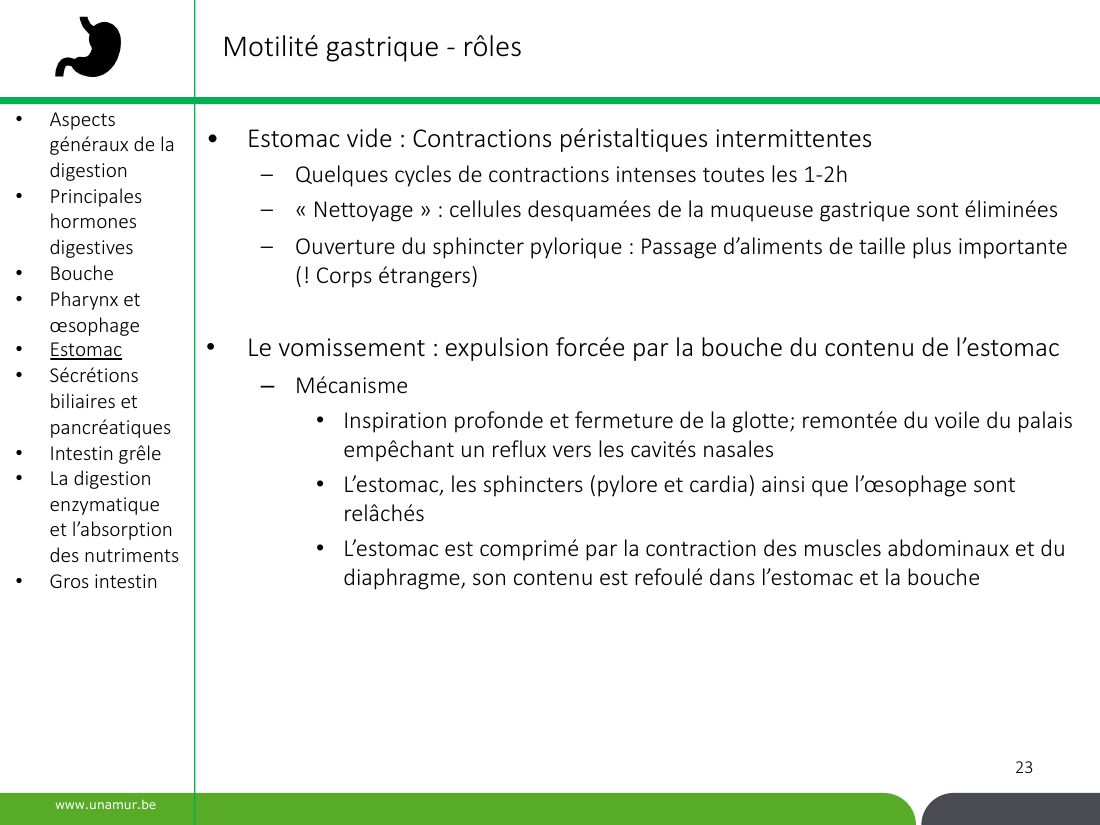 Motilité gastrique - rôles
• Aspects
généraux de la
digestion
• Principales
hormones
digestives
• Bouche
• Pharynx et
œsophage
• Estomac
• Sécrétions
biliaires et
pancréatiques
• Intestin grêle
• La digestion
enzymatique
et l’absorption
des nutriments
• Gros intestin
• Estomac vide : Contractions péristaltiques intermittentes
– Quelques cycles de contractions intenses toutes les 1-2h
– « Nettoyage » : cellules desquamées de la muqueuse gastrique sont éliminées
– Ouverture du sphincter pylorique : Passage d’aliments de taille plus importante
(! Corps étrangers)
• Le vomissement : expulsion forcée par la bouche du contenu de l’estomac
– Mécanisme
• Inspiration profonde et fermeture de la glotte; remontée du voile du palais
empêchant un reflux vers les cavités nasales
• L’estomac, les sphincters (pylore et cardia) ainsi que l’œsophage sont
relâchés
• L’estomac est comprimé par la contraction des muscles abdominaux et du
diaphragme, son contenu est refoulé dans l’estomac et la bouche
23
www.unamur.be